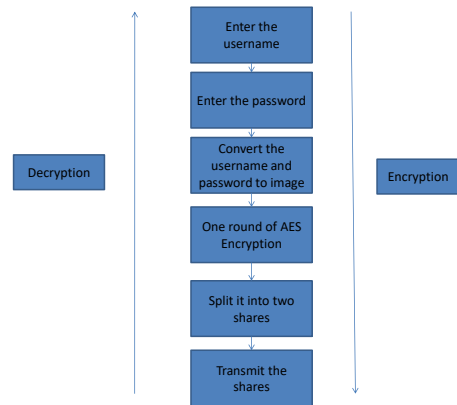 Enter the
username
Enter the password
Convert the
username and
password to image
Decryption
Encryption
One round of AES
Encryption
Split it into two
shares
Transmit the
shares